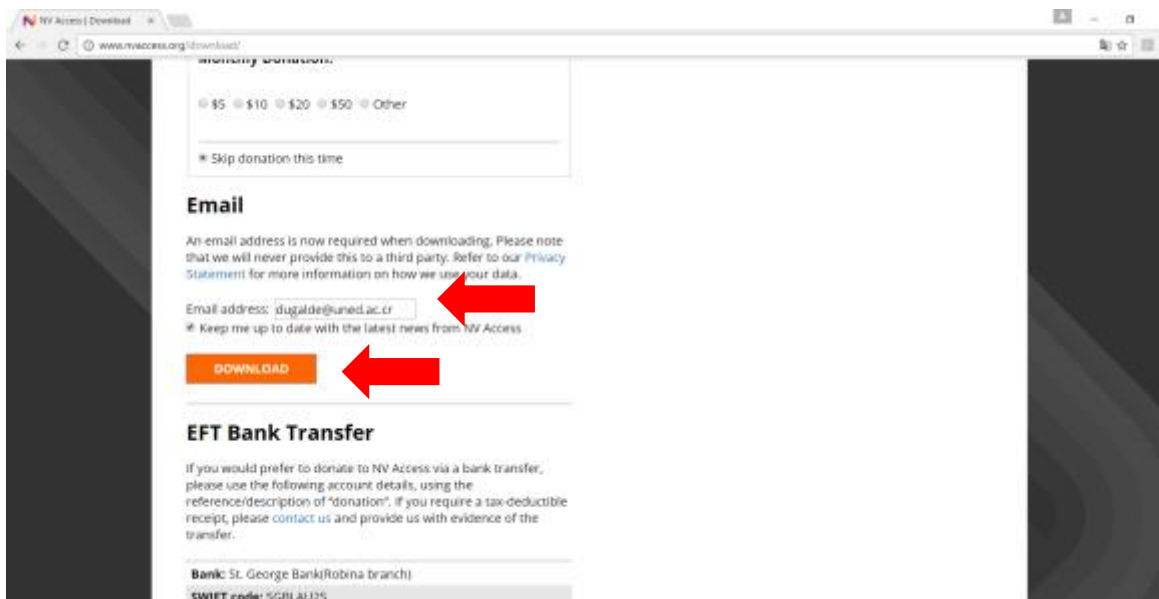 NV Access | Download
www.nvaccess.org/download/
Monthly Donation:
$5 $10 $20 $50 Other
Skip donation this time
Email
An email address is now required when downloading. Please note
that we will never provide this to a third party. Refer to our Privacy
Statement for more information on how we use your data.
Email address: dugalde@uned.ac.cr
Keep me up to date with the latest news from NV Access
DOWNLOAD
EFT Bank Transfer
If you would prefer to donate to NV Access via a bank transfer,
please use the following account details, using the
reference/description of "donation". If you require a tax-deductible
receipt, please contact us and provide us with evidence of the
transfer.
Bank: St. George Bank(Robina branch)
SWIFT code: SGBLAU2S